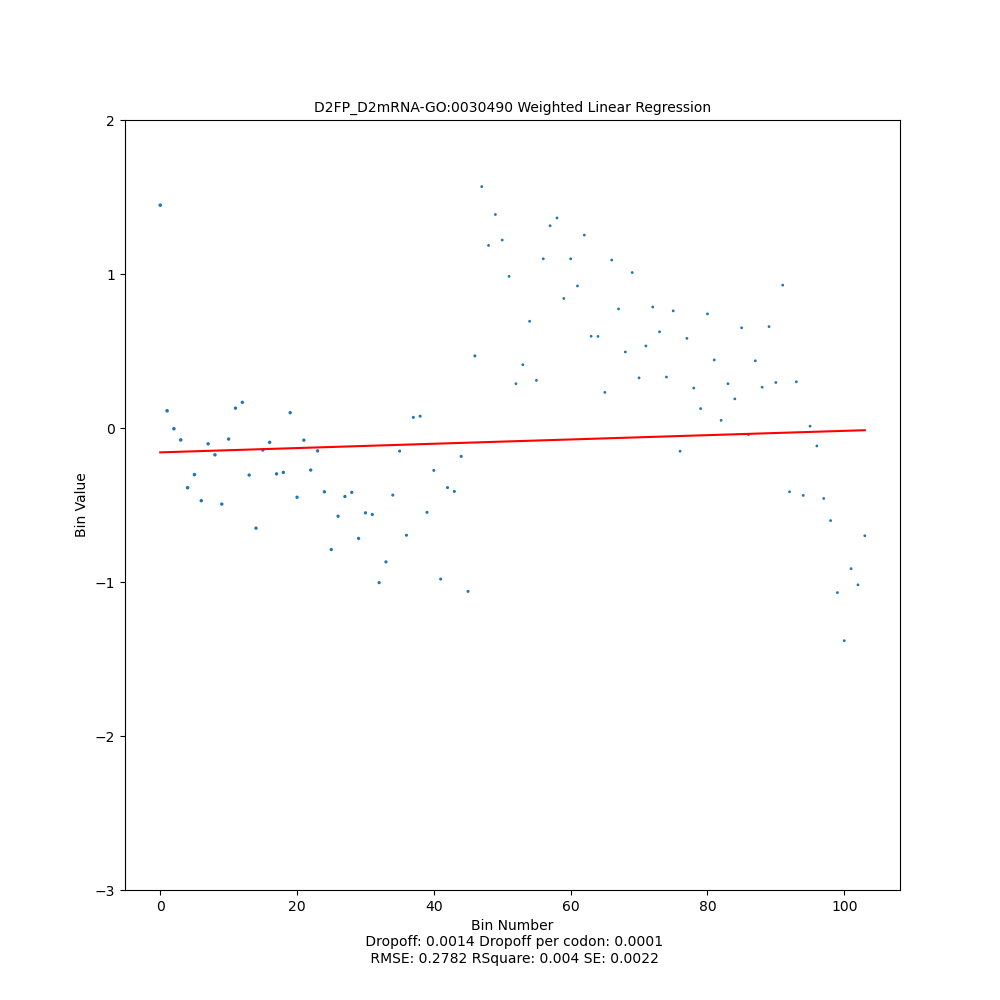 D2FP_D2mRNA-GO:0030490 Weighted Linear Regression
2
1
0
−1
−2
−3
Bin Value
0 20 40 60 80 100
Bin Number
Dropoff: 0.0014 Dropoff per codon: 0.0001
RMSE: 0.2782 RSquare: 0.004 SE: 0.0022